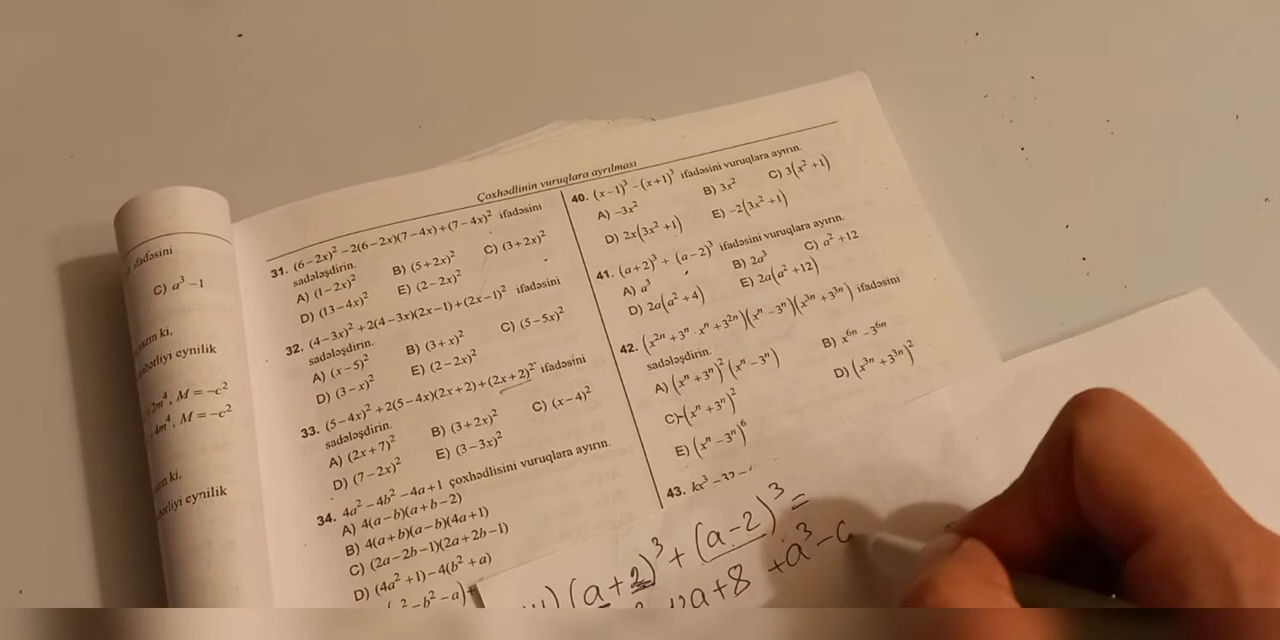 Çoxhədlinin vuruqlara ayrılması
ifadəsini
C) a³ −1
ki,
eynilik
2m⁴, M = −c²
4m⁴, M = −c²
ki,
eynilik
31. (6−2x)² −2(6−2x)(7−4x)+(7−4x)² ifadəsini
sadələşdirin.
A) (1−2x)² B) (5+2x)² C) (3+2x)²
D) (13−4x)² E) (2−2x)²
32. (4−3x)² +2(4−3x)(2x−1)+(2x−1)² ifadəsini
sadələşdirin.
A) (x−5)² B) (3+x)² C) (5−5x)²
D) (3−x)² E) (2−2x)²
33. (5−4x)² +2(5−4x)(2x+2)+(2x+2)² ifadəsini
sadələşdirin.
A) (2x+7)² B) (3+2x)² C) (x−4)²
D) (7−2x)² E) (3−3x)²
34. 4a² −4b² −4a+1 çoxhədlisini vuruqlara ayırın.
A) 4(a−b)(a+b−2)
B) 4(a+b)(a−b)(4a+1)
C) (2a−2b−1)(2a+2b−1)
D) (4a² +1)−4(b² +a)
40. (x−1)³ −(x+1)³ ifadəsini vuruqlara ayırın.
A) −3x² B) 3x² C) 3(x² +1)
D) 2x(3x² +1) E) −2(3x² +1)
41. (a+2)³ +(a−2)³ ifadəsini vuruqlara ayırın.
A) a³ B) 2a³ C) a² +12
D) 2a(a² +4) E) 2a(a² +12)
42. (x²ⁿ +3ⁿ · xⁿ +3²ⁿ)(xⁿ −3ⁿ)(x³ⁿ +3³ⁿ) ifadəsini
sadələşdirin.
A) (xⁿ +3ⁿ)² (xⁿ −3ⁿ) B) x⁶ⁿ −3⁶ⁿ
C) (xⁿ +3ⁿ)² D) (x³ⁿ +3³ⁿ)²
E) (xⁿ −3ⁿ)⁶
43.
(a+2)³ + (a−2)³ =
a+8 +a³ −